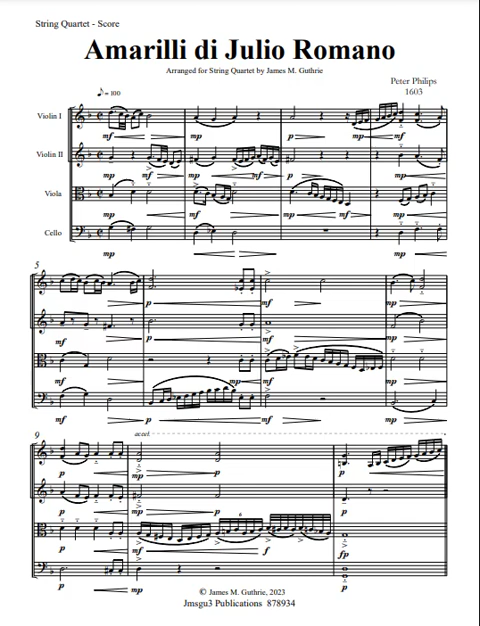 String Quartet - Score
Amarilli di Julio Romano
Arranged for String Quartet by James M. Guthrie
Peter Philips
1603
♪ = 100
Violin I
mf mp p mp
Violin II
mp mf mp mf mp
Viola
mp mf mp mf mp
Cello
mp mp
5
mf p mf mp
mf p mf mp
mf mp mf mp
mf p mf mp
9
accel.
p mp p p
p mp p
6
p mf f fp
p mp p
© James M. Guthrie, 2023
Jmsgu3 Publications 878934